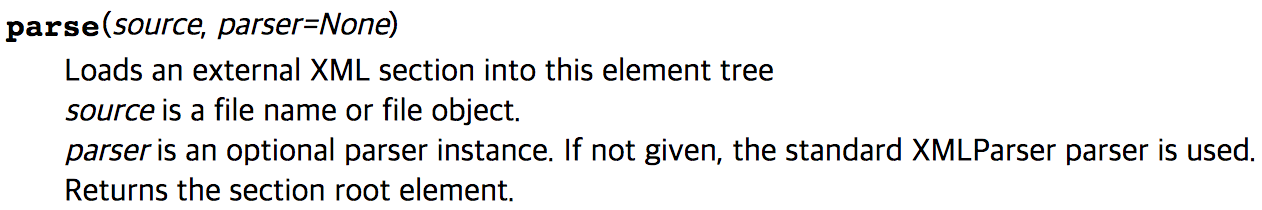 parse(source, parser=None)
Loads an external XML section into this element tree
source is a file name or file object.
parser is an optional parser instance. If not given, the standard XMLParser parser is used.
Returns the section root element.